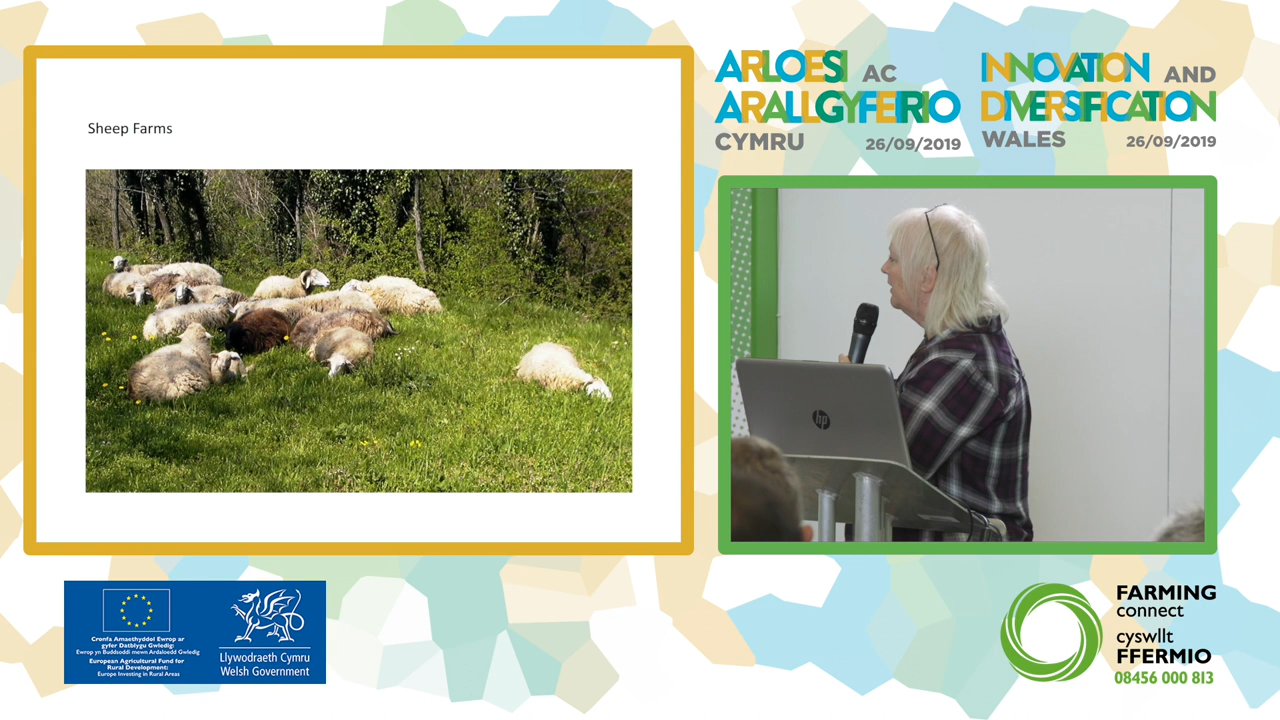 Sheep Farms
ARLOESI AC
ARALLGYFEIRIO
CYMRU 26/09/2019
INNOVATION AND
DIVERSIFICATION
WALES 26/09/2019
hp
Cronfa Amaethyddol Ewrop ar
gyfer Datblygu Gwledig:
Ewrop yn Buddsoddi mewn Ardaloedd Gwledig
European Agricultural Fund for
Rural Development:
Europe Investing in Rural Areas
Llywodraeth Cymru
Welsh Government
FARMING
connect
cyswllt
FFERMIO
08456 000 813